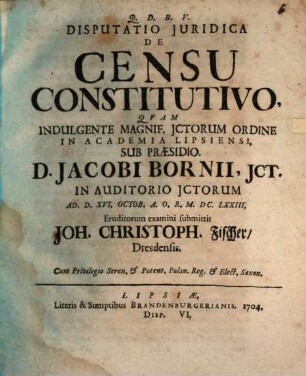 6
Q. D. B. V.
DISPUTATIO JURIDICA
DE
CENSU
CONSTITUTIVO,
QVAM
INDULGENTE MAGNIF. JCTORUM ORDINE
IN ACADEMIA LIPSIENSI,
SUB PRÆSIDIO.
D. JACOBI BORNII, JCT.
IN AUDITORIO JCTORUM
AD. D. XVI, OCTOB, A. O, R, M. DC. LXXIII,
Eruditorum examini submittit
JOH. CHRISTOPH. Fischer/
Dresdensis.
Cum Privilegio Seren, & Potent, Polon. Reg. & Elect, Saxon.
LIPSIÆ,
Literis & Sumptibus BRANDENBURGERIANIS. 1704,
DISP. VI,